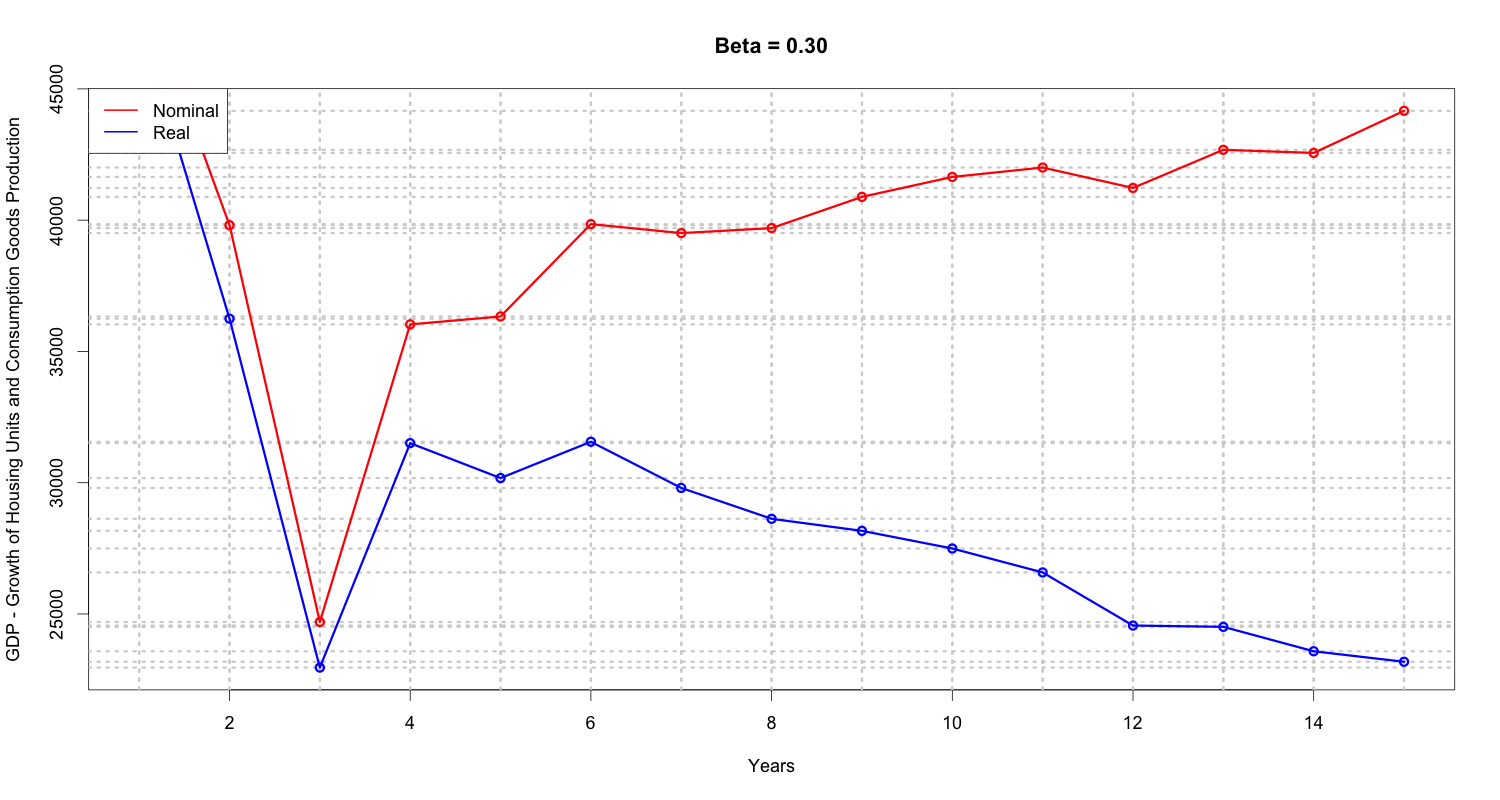 Beta = 0.30
GDP - Growth of Housing Units and Consumption Goods Production
45000
40000
35000
30000
25000
Nominal
Real
2
4
6
8
10
12
14
Years